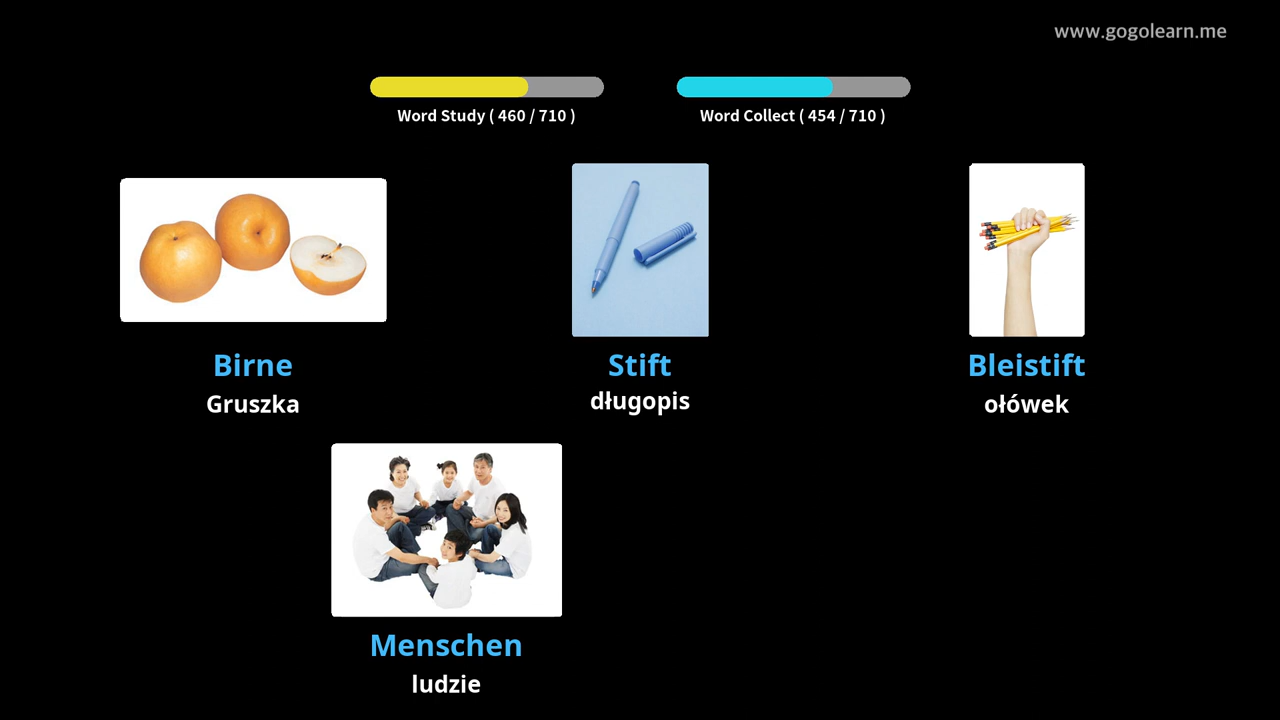 www.gogolearn.me
Word Study ( 460 / 710 )
Word Collect ( 454 / 710 )
Birne
Gruszka
Stift
długopis
Bleistift
ołówek
Menschen
ludzie